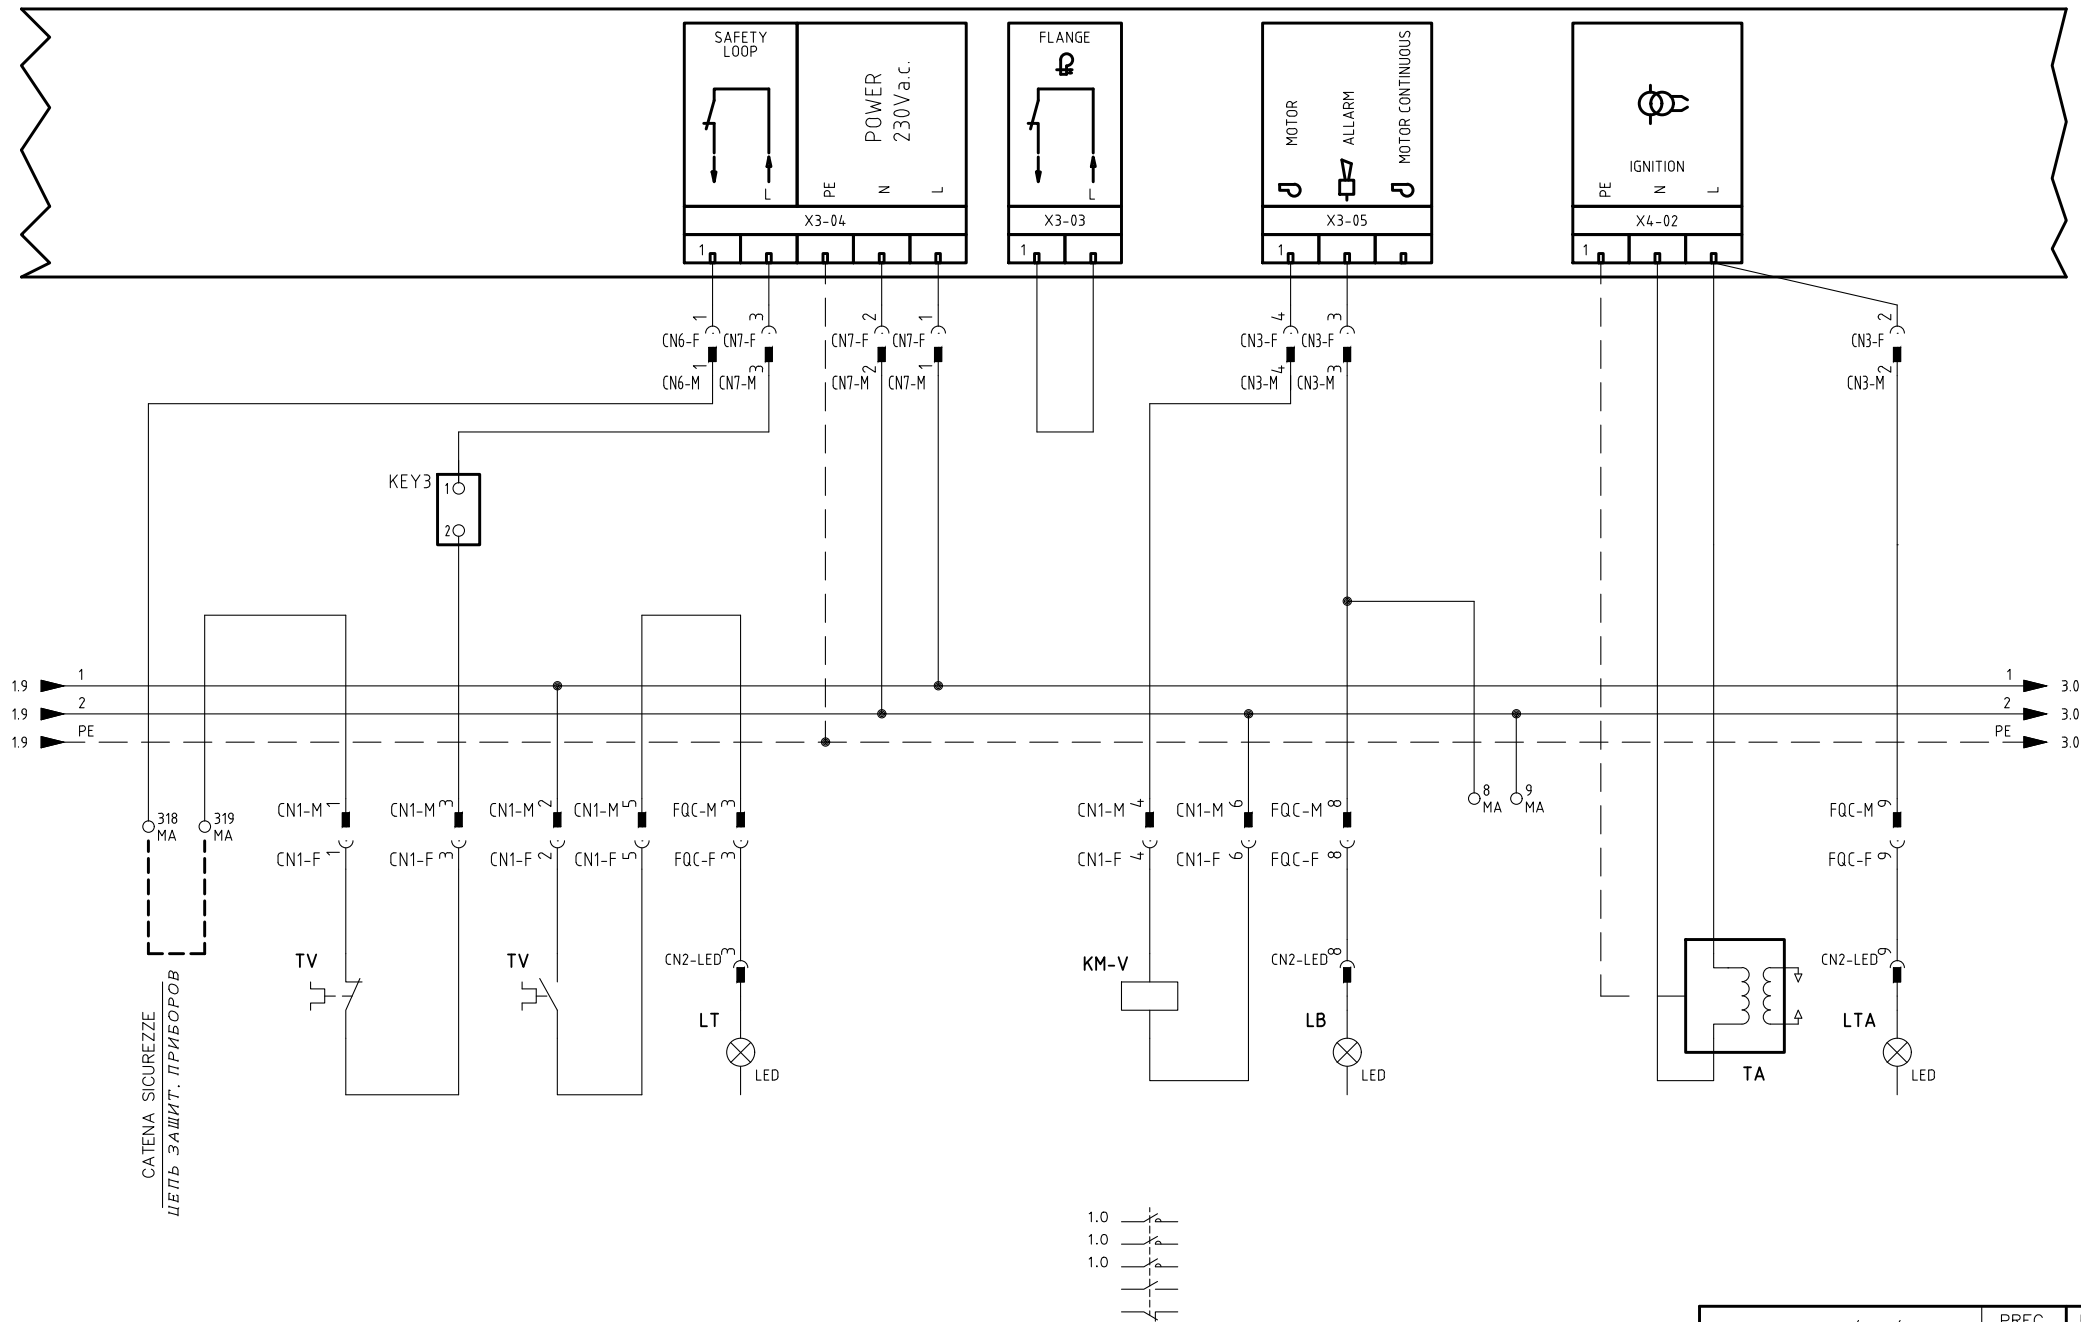 SAFETY
LOOP
L
POWER
230Va.c.
PE
N
L
X3-04
1
FLANGE
L
X3-03
1
MOTOR
ALLARM
MOTOR CONTINUOUS
X3-05
1
IGNITION
PE
N
L
X4-02
1
1
3
2
1
4
3
2
CN6-F
CN7-F
CN7-F
CN7-F
CN3-F
CN3-F
CN3-F
1
3
2
1
4
3
2
CN6-M
CN7-M
CN7-M
CN7-M
CN3-M
CN3-M
CN3-M
KEY3
1
2
1.9
1
1
3.0
1.9
2
2
3.0
1.9
PE
PE
3.0
318
MA
319
MA
CN1-M 1
CN1-M 3
CN1-M 2
CN1-M 5
FQC-M 3
CN1-M 4
CN1-M 6
FQC-M 8
8
MA
9
MA
FQC-M 9
CN1-F 1
CN1-F 3
CN1-F 2
CN1-F 5
FQC-F 3
CN1-F 4
CN1-F 6
FQC-F 8
FQC-F 9
TV
TV
CN2-LED 3
KM-V
CN2-LED 8
CN2-LED 9
LT
LB
LTA
LED
LED
TA
LED
CATENA SICUREZZE
ЦЕПЬ ЗАЩИТ. ПРИБОРОВ
1.0
1.0
1.0
PREC